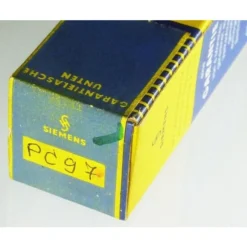 GARANTIELASCHE
UNTEN
SIEMENS
PC97